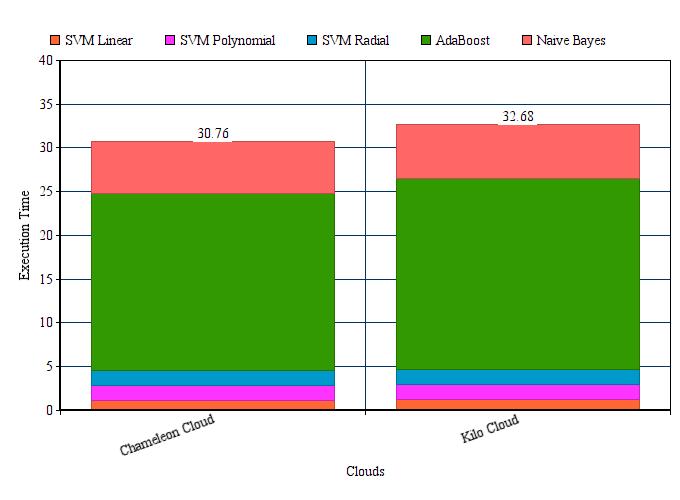 SVM Linear SVM Polynomial SVM Radial AdaBoost Naive Bayes
40
35
30
25
20
15
10
5
0
30.76
32.68
Execution Time
Chameleon Cloud
Kilo Cloud
Clouds